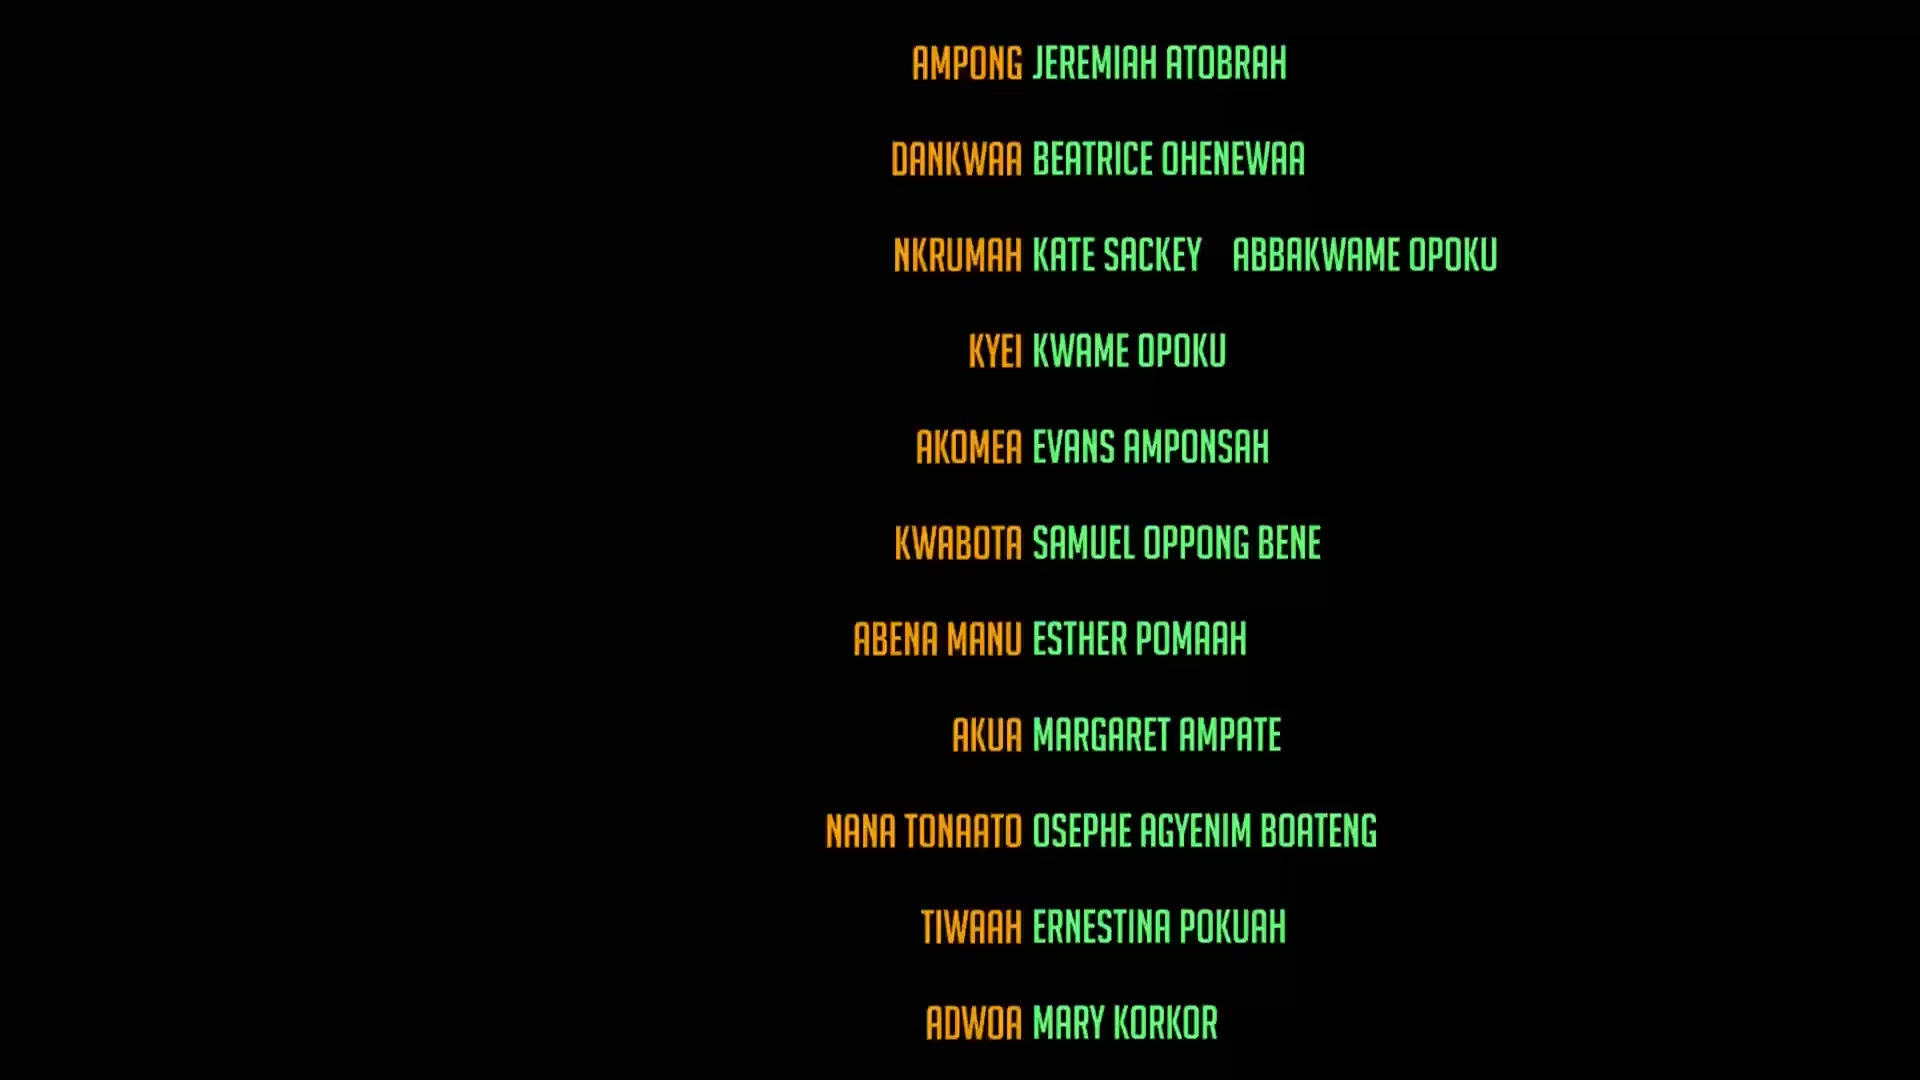 AMPONG JEREMIAH ATOBRAH
DANKWAA BEATRICE OHENEWAA
NKRUMAH KATE SACKEY ABBAKWAME OPOKU
KYEI KWAME OPOKU
AKOMEA EVANS AMPONSAH
KWABOTA SAMUEL OPPONG BENE
ABENA MANU ESTHER POMAAH
AKUA MARGARET AMPATE
NANA TONAATO OSEPHE AGYENIM BOATENG
TIWAAH ERNESTINA POKUAH
ADWOA MARY KORKOR